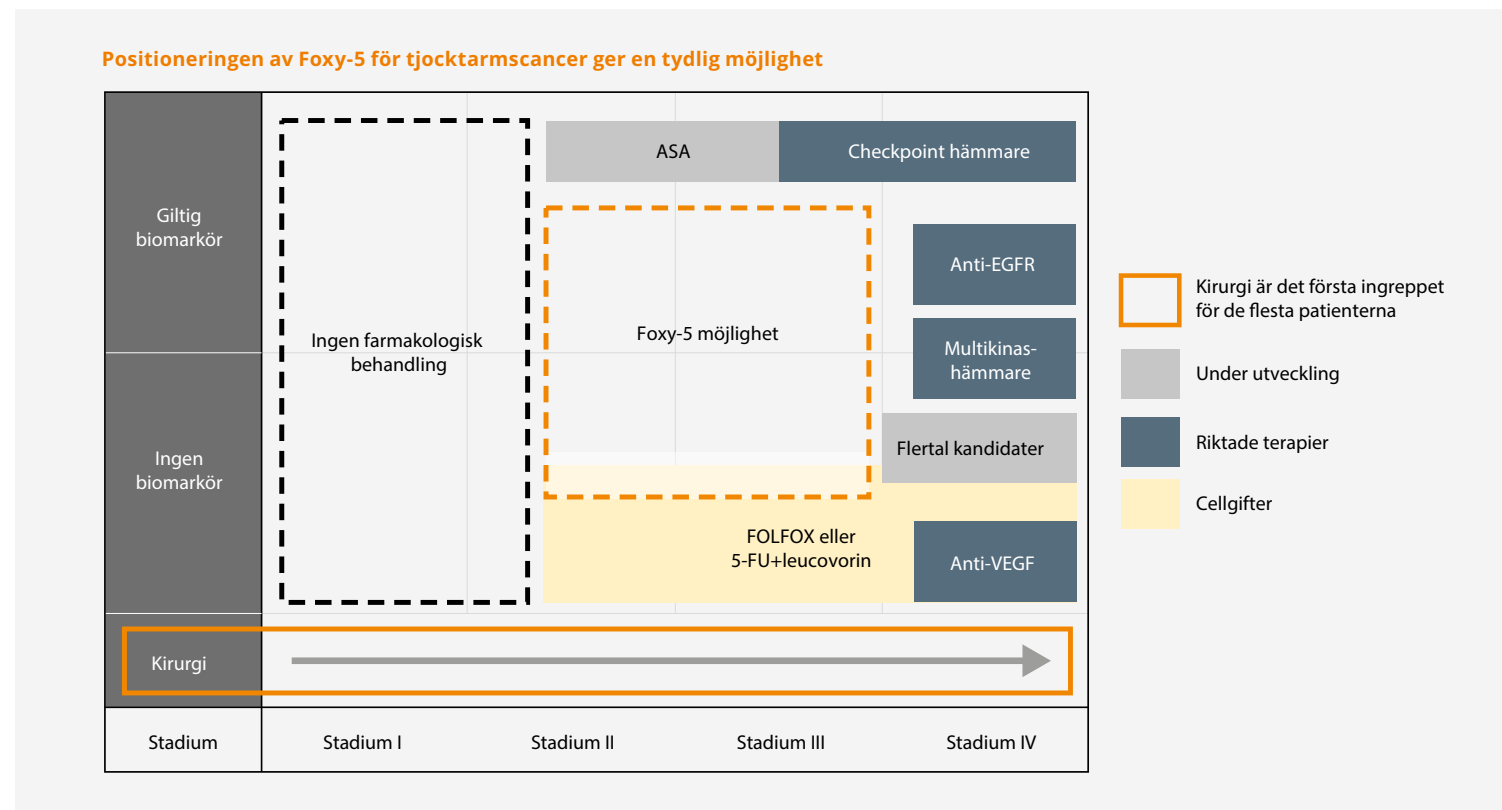 Positioneringen av Foxy-5 för tjocktarmscancer ger en tydlig möjlighet
Giltig
biomarkör
Ingen
biomarkör
Kirurgi
Ingen farmakologisk
behandling
ASA
Checkpoint hämmare
Foxy-5 möjlighet
Anti-EGFR
Multikinas-
hämmare
Flertal kandidater
FOLFOX eller
5-FU+leucovorin
Anti-VEGF
Stadium
Stadium I
Stadium II
Stadium III
Stadium IV
Kirurgi är det första ingreppet
för de flesta patienterna
Under utveckling
Riktade terapier
Cellgifter